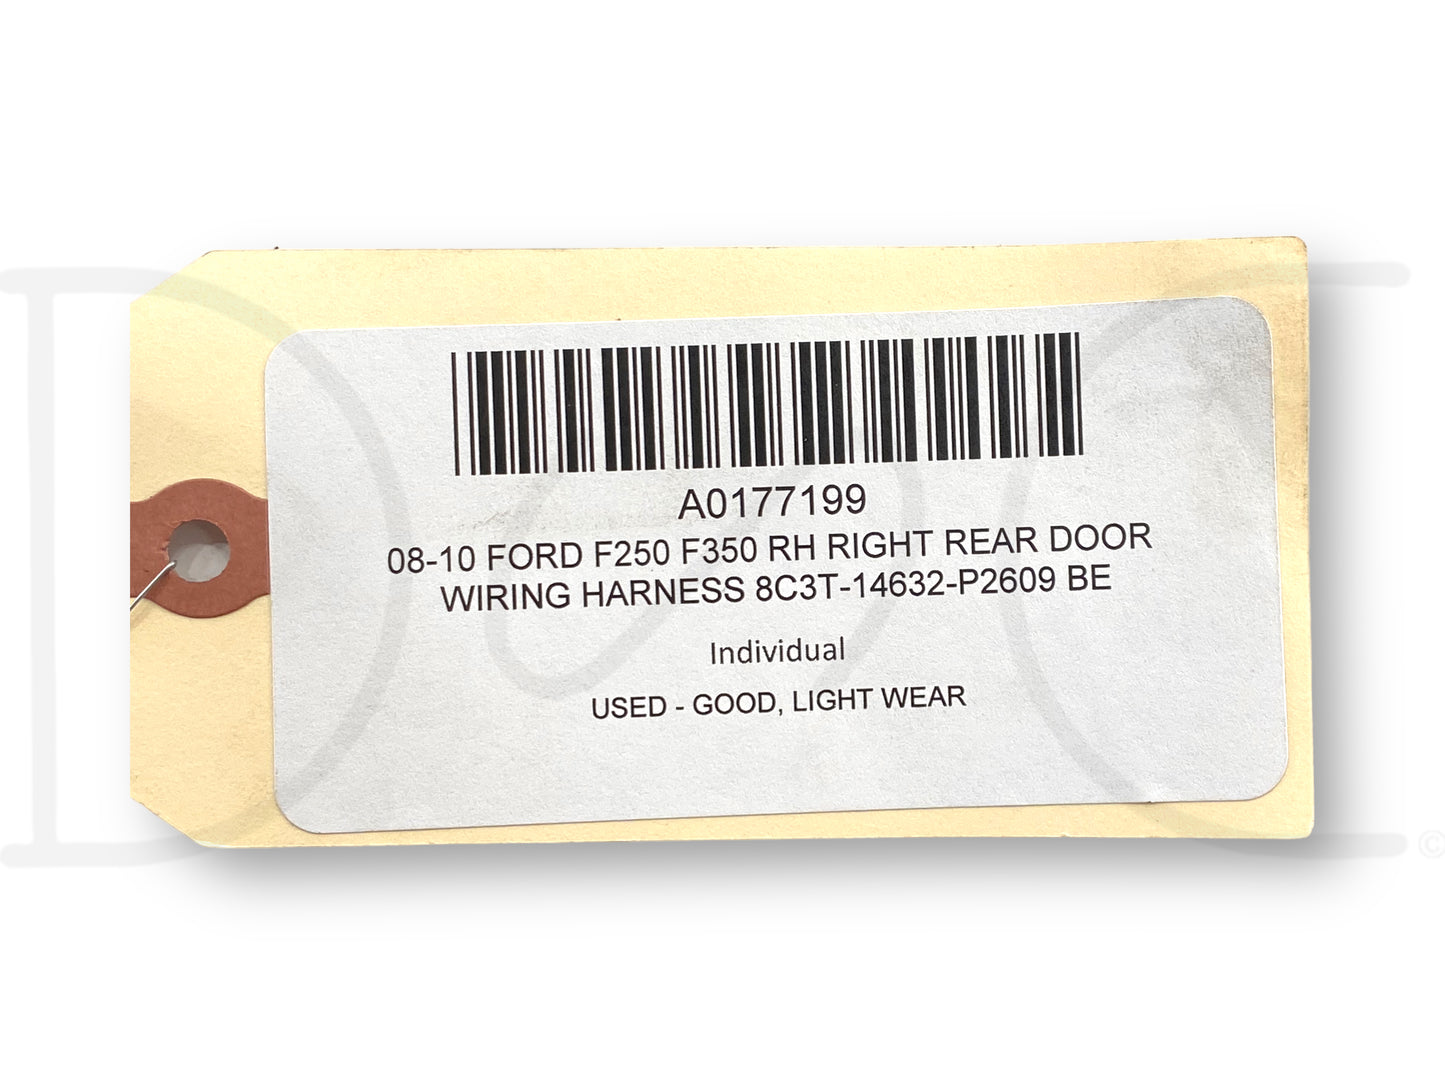 A0177199
08-10 FORD F250 F350 RH RIGHT REAR DOOR
WIRING HARNESS 8C3T-14632-P2609 BE
Individual
USED - GOOD, LIGHT WEAR
©